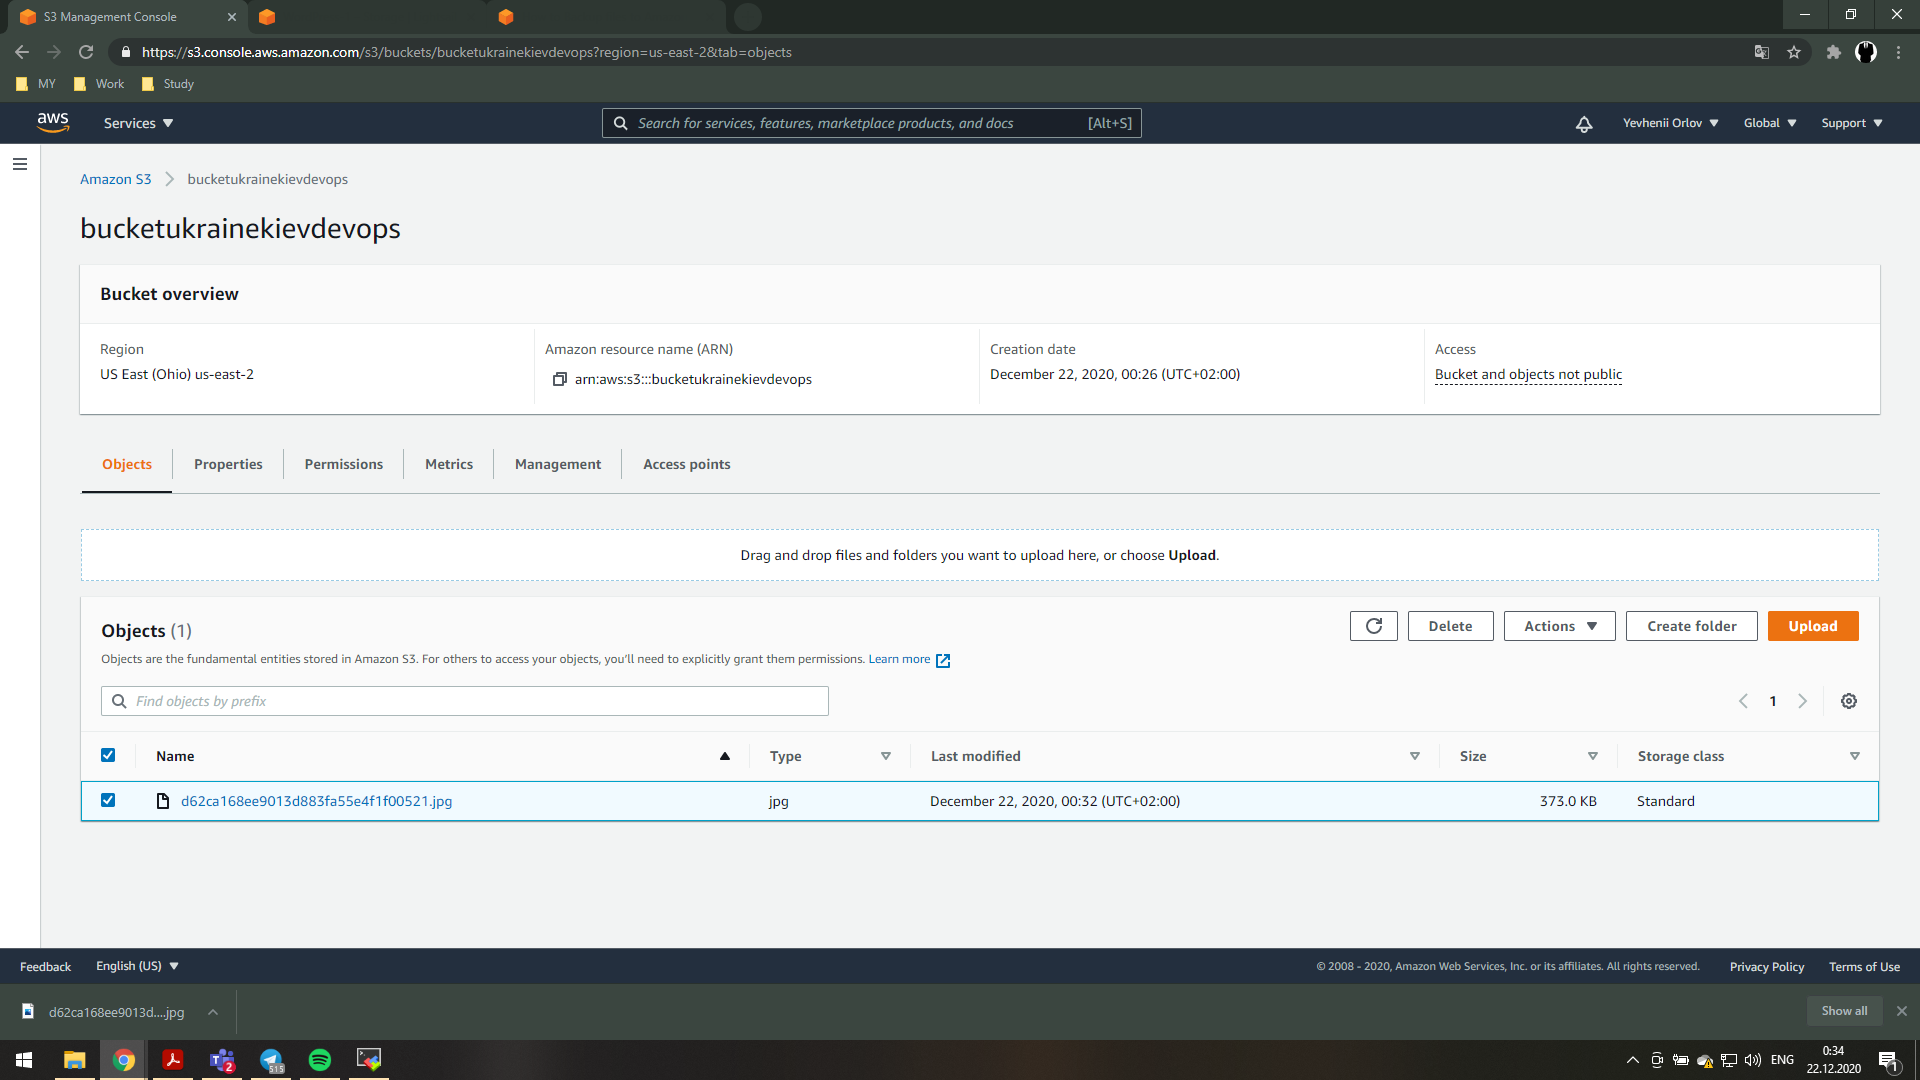 S3 Management Console
https://s3.console.aws.amazon.com/s3/buckets/bucketukrainekievdevops?region=us-east-2&tab=objects
MY Work Study
aws Services Search for services, features, marketplace products, and docs [Alt+S] Yevhenii Orlov Global Support
Amazon S3 bucketukrainekievdevops
bucketukrainekievdevops
Bucket overview
Region Amazon resource name (ARN) Creation date Access
US East (Ohio) us-east-2 arn:aws:s3:::bucketukrainekievdevops December 22, 2020, 00:26 (UTC+02:00) Bucket and objects not public
Objects Properties Permissions Metrics Management Access points
Drag and drop files and folders you want to upload here, or choose Upload.
Objects (1) Delete Actions Create folder Upload
Objects are the fundamental entities stored in Amazon S3. For others to access your objects, you'll need to explicitly grant them permissions. Learn more
Find objects by prefix 1
Name Type Last modified Size Storage class
d62ca168ee9013d883fa55e4f1f00521.jpg jpg December 22, 2020, 00:32 (UTC+02:00) 373.0 KB Standard
Feedback English (US) © 2008 - 2020, Amazon Web Services, Inc. or its affiliates. All rights reserved. Privacy Policy Terms of Use
d62ca168ee9013d....jpg Show all
2 515 ENG 0:34
22.12.2020 1